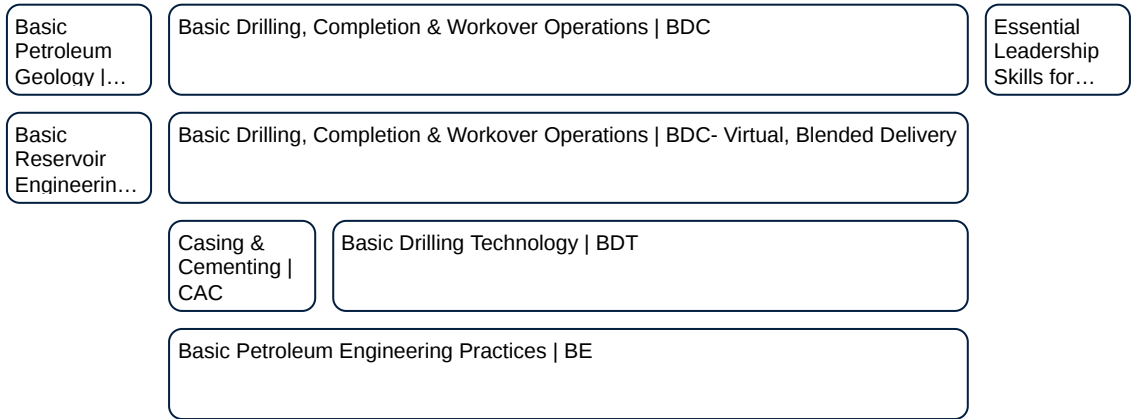 Basic
Petroleum
Geology |…
Basic Drilling, Completion & Workover Operations | BDC
Essential
Leadership
Skills for…
Basic
Reservoir
Engineerin…
Basic Drilling, Completion & Workover Operations | BDC- Virtual, Blended Delivery
Casing &
Cementing |
CAC
Basic Drilling Technology | BDT
Basic Petroleum Engineering Practices | BE